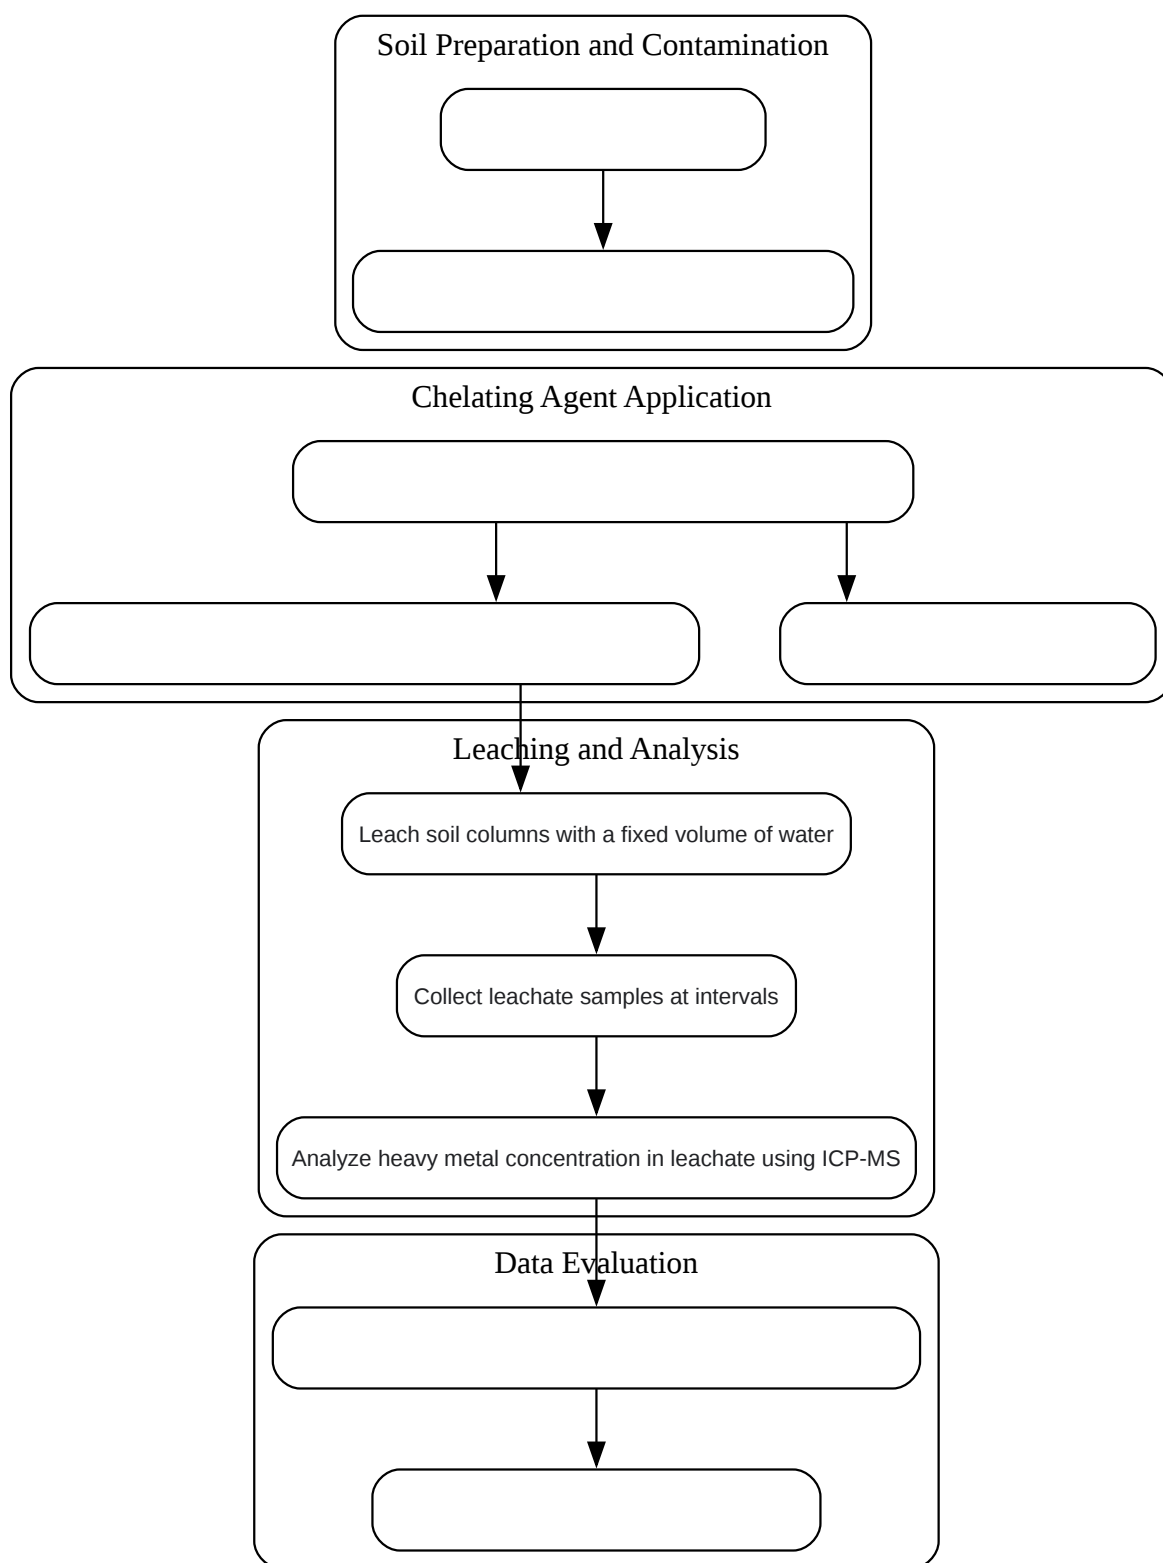 Soil Preparation and Contamination
Chelating Agent Application
Leaching and Analysis
Leach soil columns with a fixed volume of water
Collect leachate samples at intervals
Analyze heavy metal concentration in leachate using ICP-MS
Data Evaluation